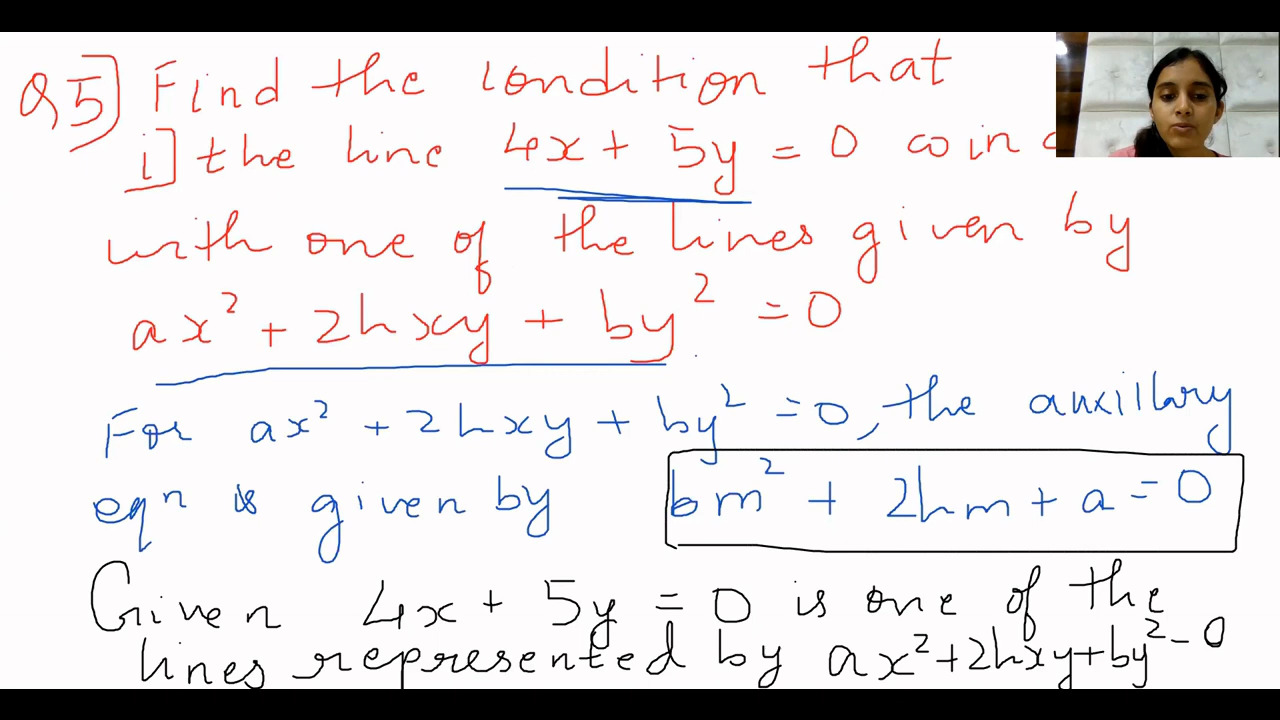 Q 5] Find the condition that
i] the line 4x + 5y = 0
with one of the lines given by
ax² + 2hxy + by² = 0
For ax² + 2hxy + by² = 0, the auxillary
eqⁿ is given by bm² + 2hm + a = 0
Given 4x + 5y = 0 is one of the
lines represented by ax²+2hxy+by² - 0